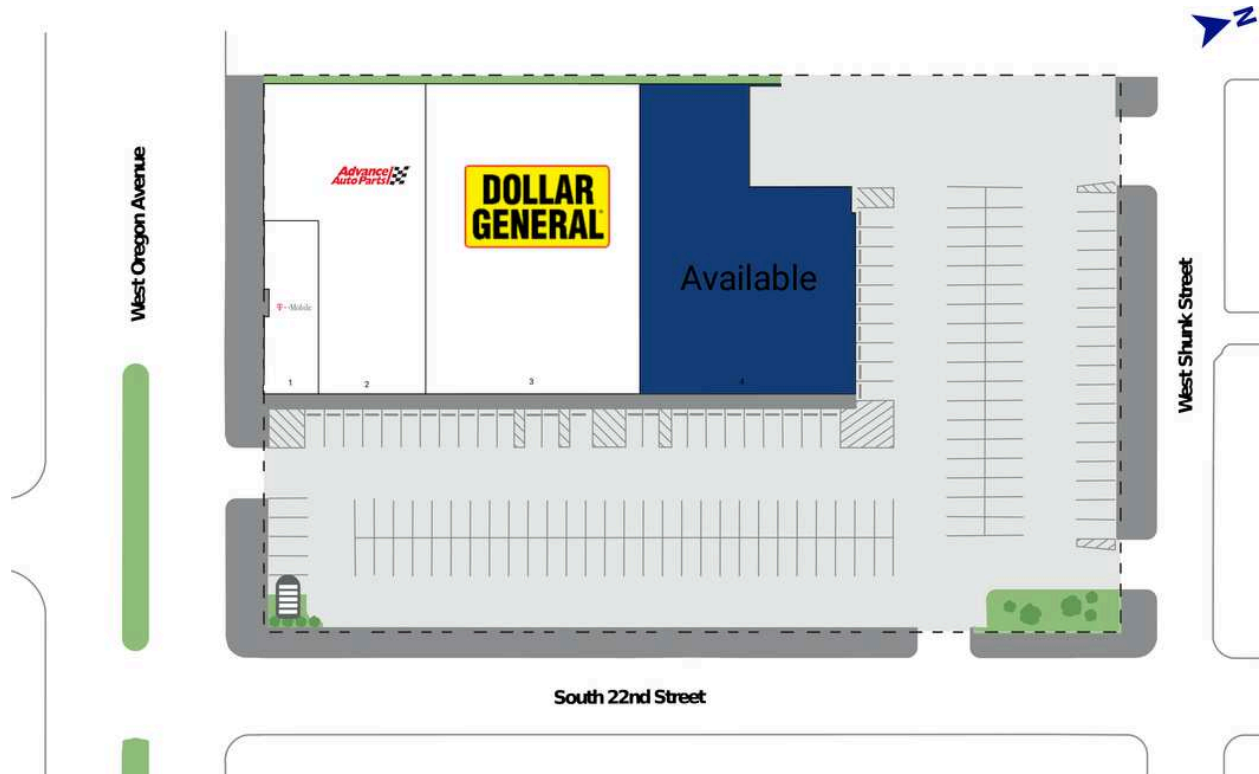 N
West Oregon Avenue
Advance
Auto Parts
DOLLAR
GENERAL
Available
T-Mobile
West Shunk Street
1
2
3
4
South 22nd Street